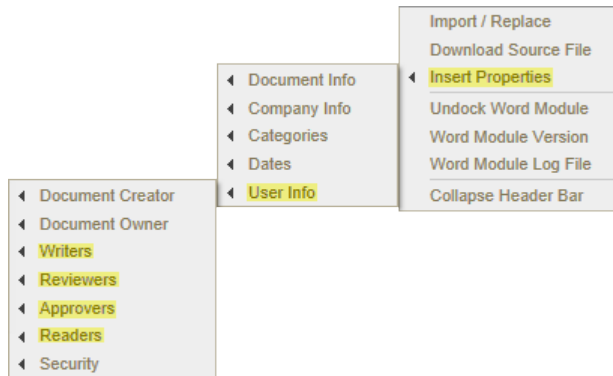 Import / Replace
Download Source File
Insert Properties
Undock Word Module
Word Module Version
Word Module Log File
Collapse Header Bar
Document Info
Company Info
Categories
Dates
User Info
Document Creator
Document Owner
Writers
Reviewers
Approvers
Readers
Security